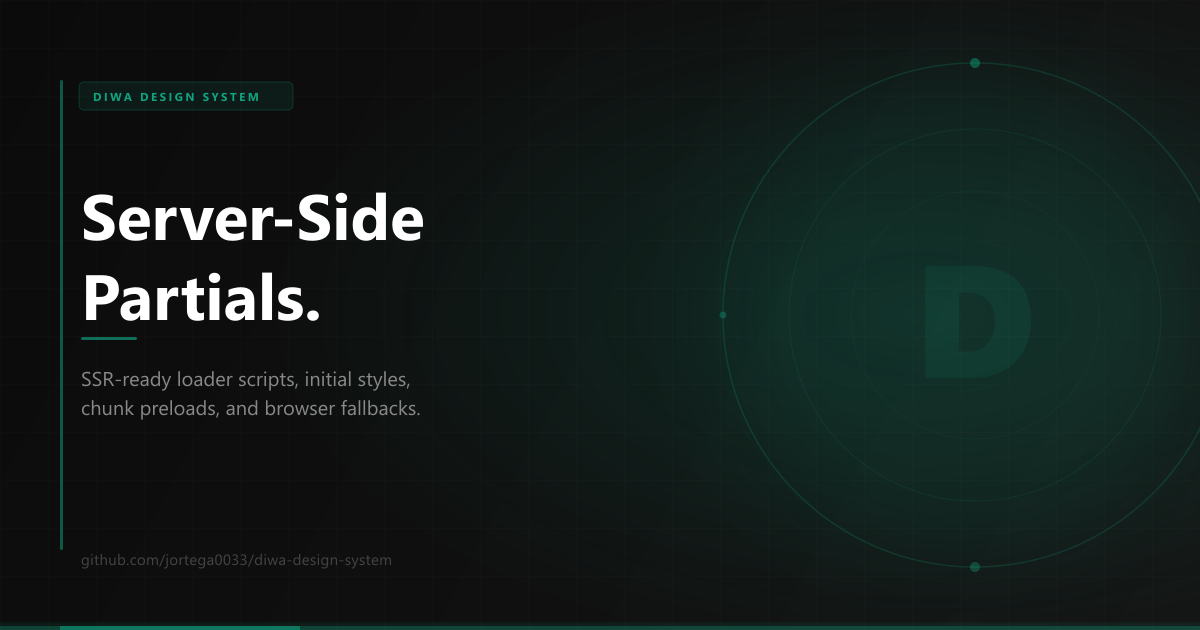 DIWA DESIGN SYSTEM
Server-Side
Partials.
SSR-ready loader scripts, initial styles,
chunk preloads, and browser fallbacks.
github.com/jortega0033/diwa-design-system
D